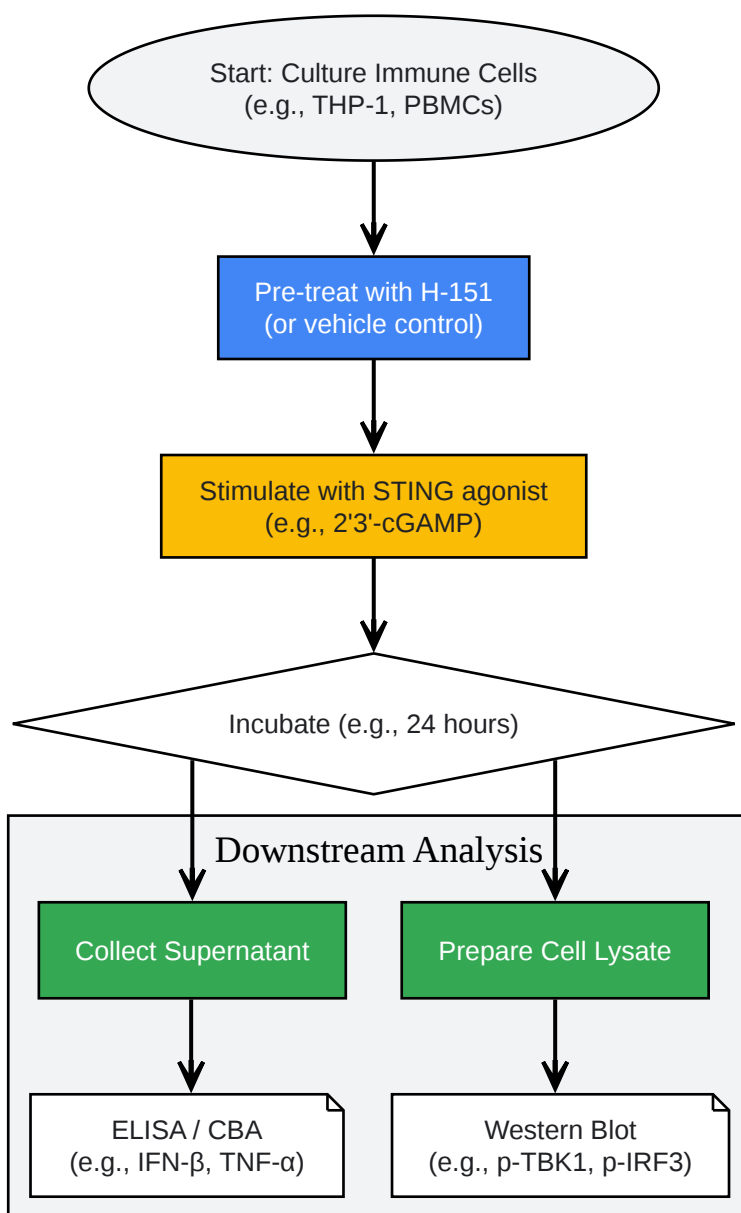 Start: Culture Immune Cells
(e.g., THP-1, PBMCs)
Pre-treat with H-151
(or vehicle control)
Stimulate with STING agonist
(e.g., 2'3'-cGAMP)
Incubate (e.g., 24 hours)
Downstream Analysis
Collect Supernatant
Prepare Cell Lysate
ELISA / CBA
(e.g., IFN-β, TNF-α)
Western Blot
(e.g., p-TBK1, p-IRF3)